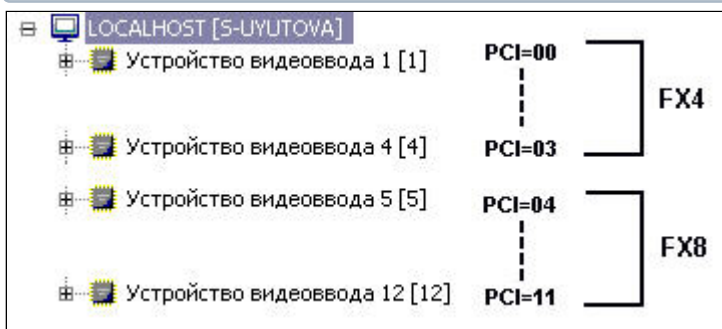 LOCALHOST [S-UYUTOVA]
Устройство видеоввода 1 [1] PCI=00
FX4
Устройство видеоввода 4 [4] PCI=03
Устройство видеоввода 5 [5] PCI=04
FX8
Устройство видеоввода 12 [12] PCI=11